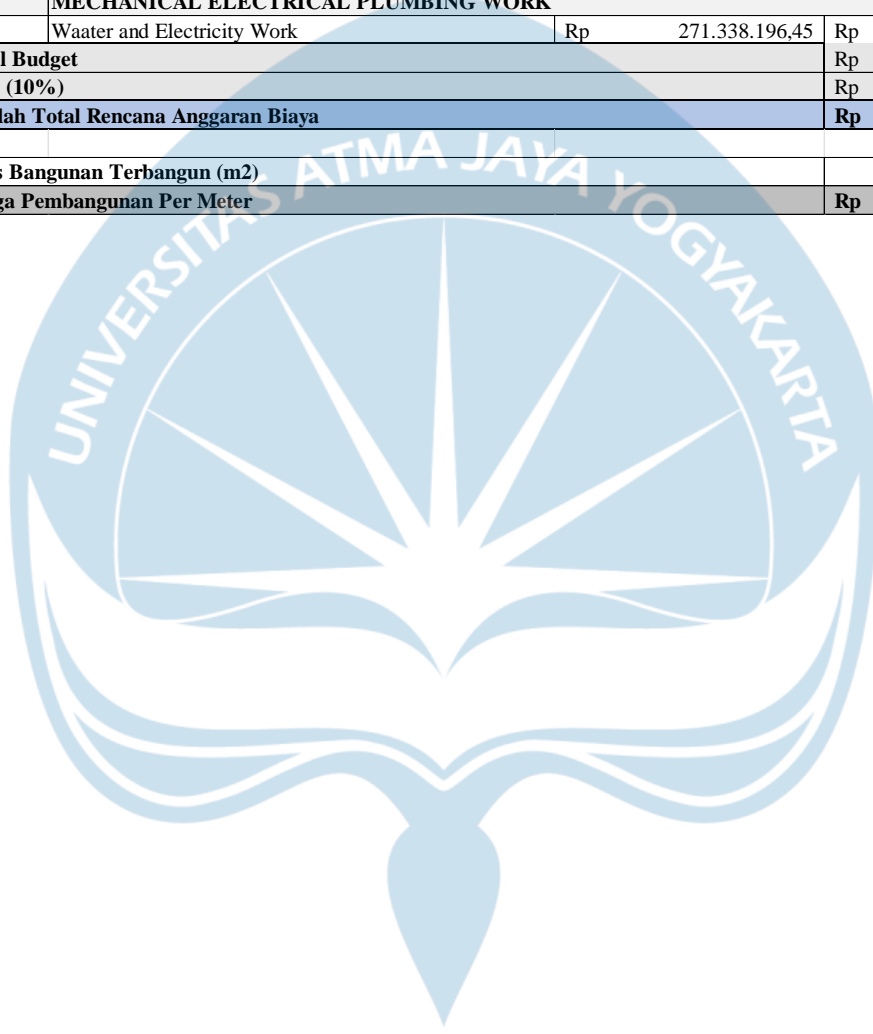 MECHANICAL ELECTRICAL PLUMBING WORK
Waater and Electricity Work Rp 271.338.196,45 Rp
l Budget Rp
(10%) Rp
lah Total Rencana Anggaran Biaya Rp
s Bangunan Terbangun (m2)
ga Pembangunan Per Meter Rp
UNIVERSITAS ATMA JAYA YOGYAKARTA